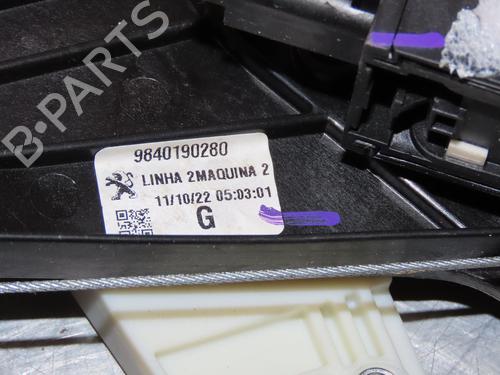 B-PARTS
9840190280
LINHA 2MAQUINA 2
11/10/22 05:03:01
G